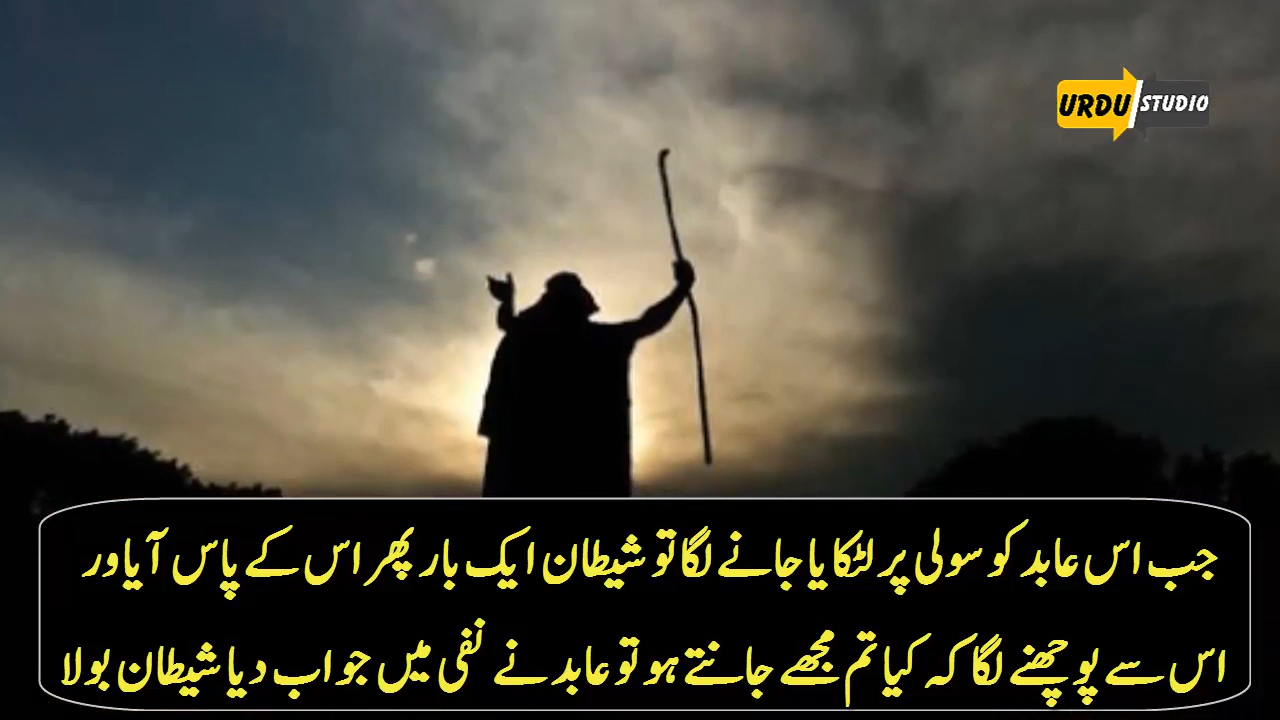 URDU STUDIO
جب اس عابد کو سولی پر لٹکایا جانے لگا تو شیطان ایک بار پھر اس کے پاس آیاور
اس سے پوچھنے لگا کہ کیا تم مجھے جانتے ہو تو عابد نے نفی میں جواب دیا شیطان بولا